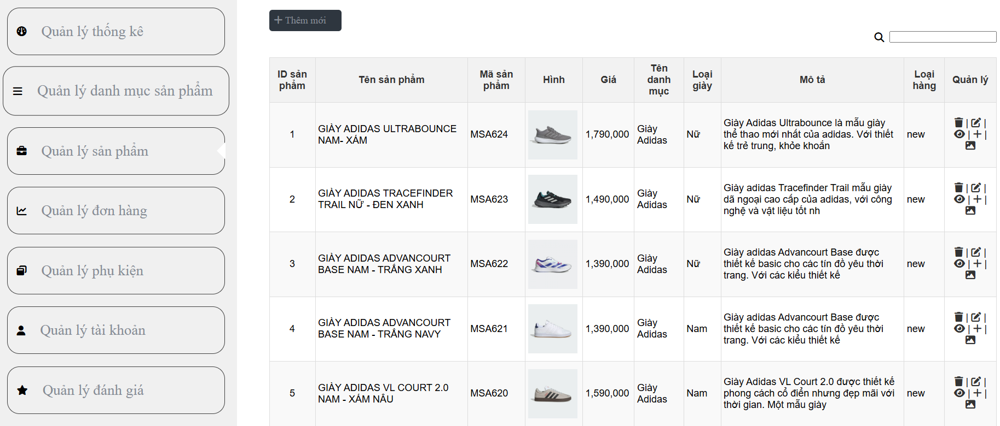 Quản lý thống kê
Quản lý danh mục sản phẩm
Quản lý sản phẩm
Quản lý đơn hàng
Quản lý phụ kiện
Quản lý tài khoản
Quản lý đánh giá
Thêm mới
ID sản phẩm
Tên sản phẩm
Mã sản phẩm
Hình
Giá
Tên danh mục
Loại giày
Mô tả
Loại hàng
Quản lý
1
GIÀY ADIDAS ULTRABOUNCE
NAM- XÁM
MSA624
1,790,000
Giày
Adidas
Nữ
Giày Adidas Ultrabounce là mẫu giày
thể thao mới nhất của adidas. Với thiết
kế trẻ trung, khỏe khoắn
new
| |
| |
2
GIÀY ADIDAS TRACEFINDER
TRAIL NỮ - ĐEN XANH
MSA623
1,490,000
Giày
Adidas
Nữ
Giày adidas Tracefinder Trail mẫu giày
dã ngoại cao cấp của adidas, với công
nghệ và vật liệu tốt nh
new
| |
| |
3
GIÀY ADIDAS ADVANCOURT
BASE NAM - TRẮNG XANH
MSA622
1,390,000
Giày
Adidas
Nữ
Giày adidas Advancourt Base được
thiết kế basic cho các tín đồ yêu thời
trang. Với các kiểu thiết kế
new
| |
| |
4
GIÀY ADIDAS ADVANCOURT
BASE NAM - TRẮNG NAVY
MSA621
1,390,000
Giày
Adidas
Nam
Giày adidas Advancourt Base được
thiết kế basic cho các tín đồ yêu thời
trang. Với các kiểu thiết kế
new
| |
| |
5
GIÀY ADIDAS VL COURT 2.0
NAM - XÁM NÂU
MSA620
1,590,000
Giày
Adidas
Nam
Giày Adidas VL Court 2.0 được thiết kế
phong cách cổ điển nhưng đẹp mãi với
thời gian. Một mẫu giày
new
| |
| |